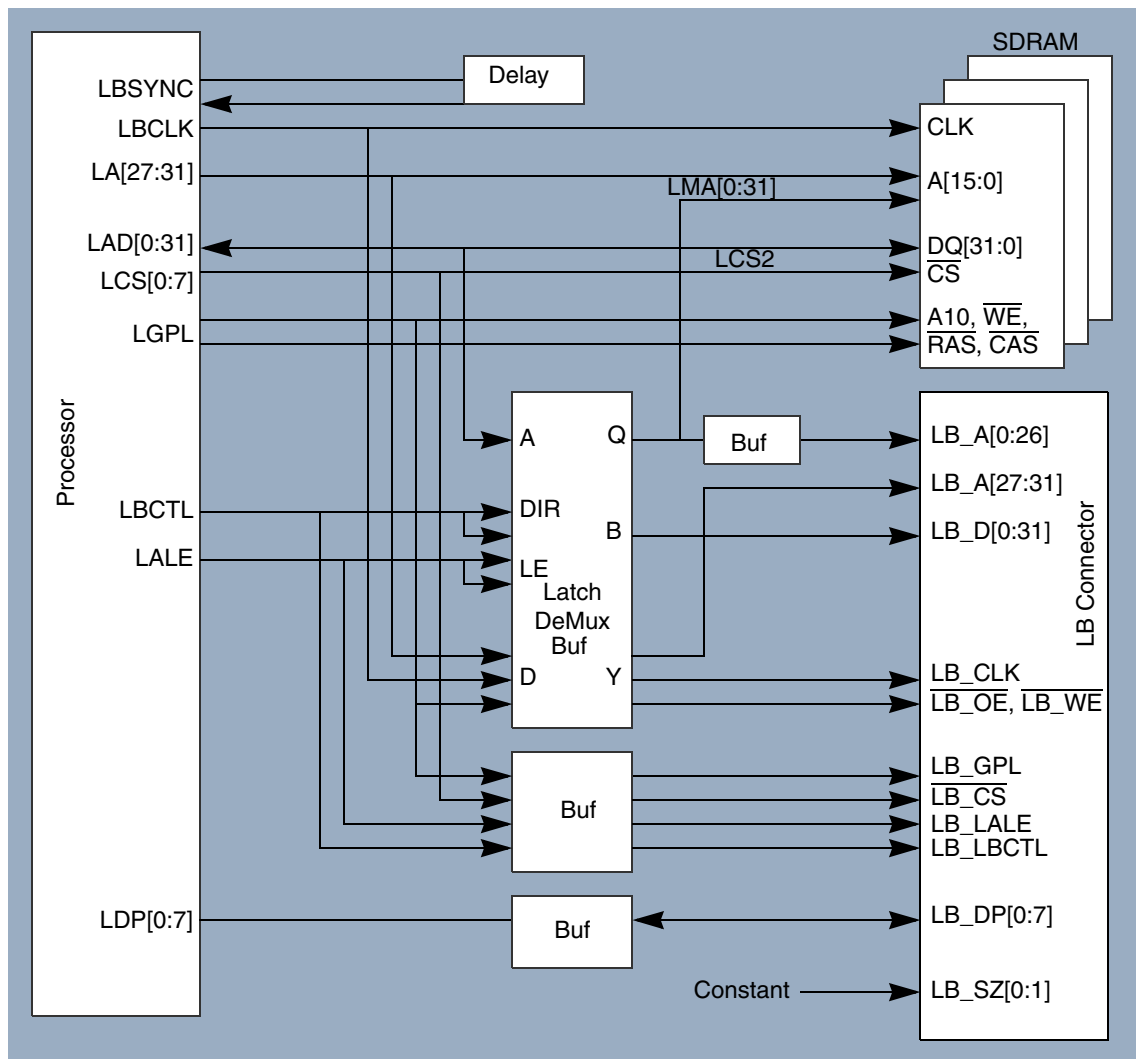 SDRAM
Delay
LBSYNC
LBCLK
LA[27:31]
LAD[0:31]
LCS[0:7]
LGPL
LBCTL
LALE
LDP[0:7]
Processor
LMA[0:31]
LCS2
CLK
A[15:0]
DQ[31:0]
CS
A10, WE,
RAS, CAS
A
Q
DIR
B
LE
Latch
DeMux
Buf
D
Y
Buf
Buf
Buf
Constant
LB_A[0:26]
LB_A[27:31]
LB_D[0:31]
LB Connector
LB_CLK
LB_OE, LB_WE
LB_GPL
LB_CS
LB_LALE
LB_LBCTL
LB_DP[0:7]
LB_SZ[0:1]